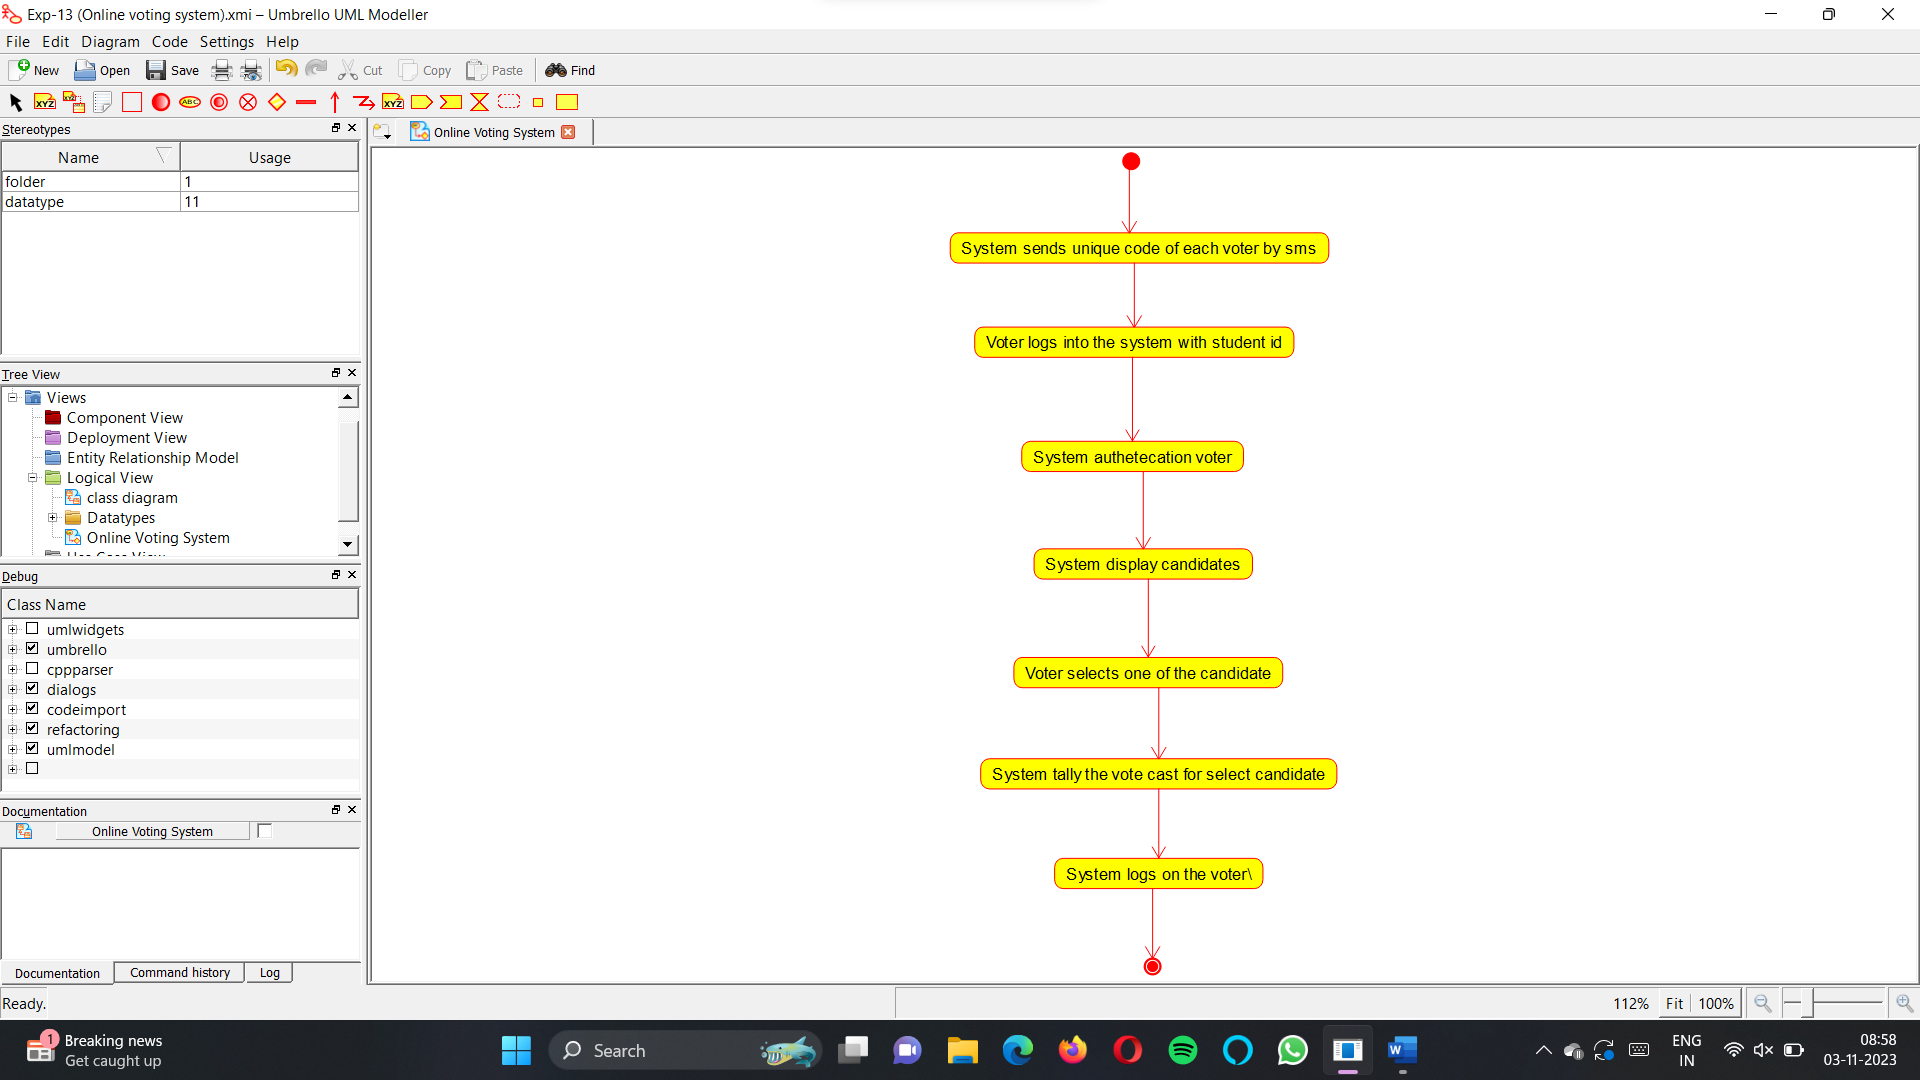 Exp-13 (Online voting system).xmi – Umbrello UML Modeller
File Edit Diagram Code Settings Help
New Open Save Cut Copy Paste Find
XYZ XYZ ABC XYZ
Stereotypes
Online Voting System
Name Usage
folder 1
datatype 11
Tree View
Views
Component View
Deployment View
Entity Relationship Model
Logical View
class diagram
Datatypes
Online Voting System
Debug
Class Name
umlwidgets
umbrello
cppparser
dialogs
codeimport
refactoring
umlmodel
Documentation
Online Voting System
Documentation Command history Log
System sends unique code of each voter by sms
Voter logs into the system with student id
System authetecation voter
System display candidates
Voter selects one of the candidate
System tally the vote cast for select candidate
System logs on the voter\
Ready.
112% Fit 100%
1
Breaking news
Get caught up
Search
W
ENG
IN
08:58
03-11-2023